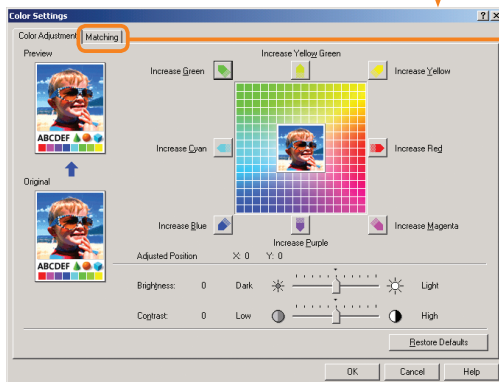 Color Settings
Color Adjustment Matching
Preview
Increase Yellow Green
Increase Green
Increase Yellow
ABCDEF
Increase Cyan
Increase Red
Original
Increase Blue
Increase Magenta
Increase Purple
ABCDEF
Adjusted Position X: 0 Y: 0
Brightness: 0 Dark Light
Contrast: 0 Low High
Restore Defaults
OK Cancel Help